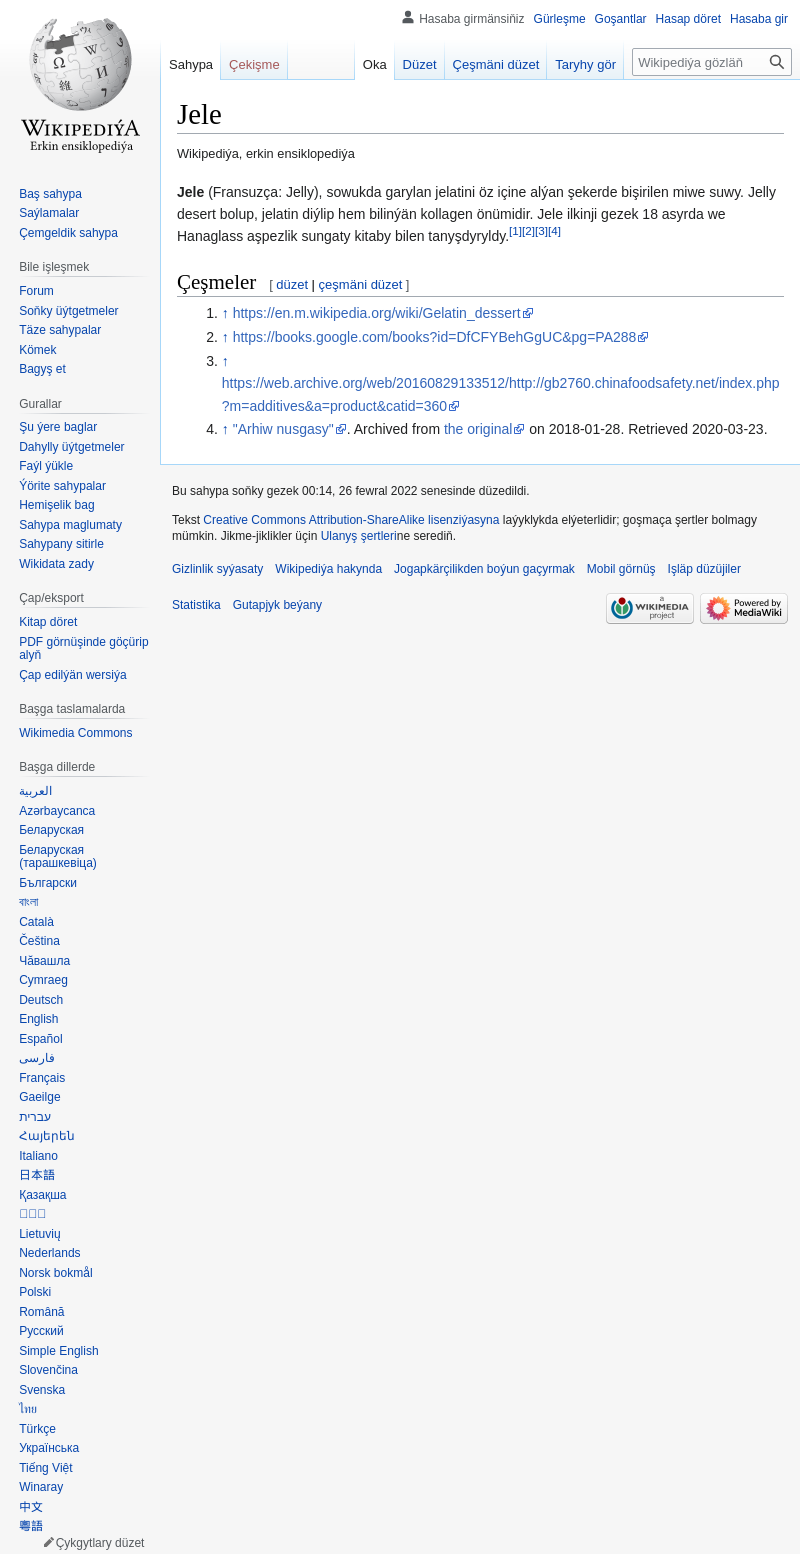 Hasaba girmänsiňiz Gürleşme Goşantlar Hasap döret Hasaba gir
Sahypa Çekişme Oka Düzet Çeşmäni düzet Taryhy gör Wikipediýa gözläň
WIKIPEDIÝA
Erkin ensiklopediýa
Jele
Wikipediýa, erkin ensiklopediýa
Jele (Fransuzça: Jelly), sowukda garylan jelatini öz içine alýan şekerde bişirilen miwe suwy. Jelly
desert bolup, jelatin diýlip hem bilinýän kollagen önümidir. Jele ilkinji gezek 18 asyrda we
Hanaglass aşpezlik sungaty kitaby bilen tanyşdyryldy.[1][2][3][4]
Çeşmeler [ düzet | çeşmäni düzet ]
1. ↑ https://en.m.wikipedia.org/wiki/Gelatin_dessert
2. ↑ https://books.google.com/books?id=DfCFYBehGgUC&pg=PA288
3. ↑
https://web.archive.org/web/20160829133512/http://gb2760.chinafoodsafety.net/index.php
?m=additives&a=product&catid=360
4. ↑ "Arhiw nusgasy". Archived from the original on 2018-01-28. Retrieved 2020-03-23.
Bu sahypa soňky gezek 00:14, 26 fewral 2022 senesinde düzedildi.
Tekst Creative Commons Attribution-ShareAlike lisenziýasyna laýyklykda elýeterlidir; goşmaça şertler bolmagy
mümkin. Jikme-jiklikler üçin Ulanyş şertlerine serediň.
Gizlinlik syýasaty Wikipediýa hakynda Jogapkärçilikden boýun gaçyrmak Mobil görnüş Işläp düzüjiler
Statistika Gutapjyk beýany
a
WIKIMEDIA
project
Powered by
MediaWiki
Baş sahypa
Saýlamalar
Çemgeldik sahypa
Bile işleşmek
Forum
Soňky üýtgetmeler
Täze sahypalar
Kömek
Bagyş et
Gurallar
Şu ýere baglar
Dahylly üýtgetmeler
Faýl ýükle
Ýörite sahypalar
Hemişelik bag
Sahypa maglumaty
Sahypany sitirle
Wikidata zady
Çap/eksport
Kitap döret
PDF görnüşinde göçürip
alyň
Çap edilýän wersiýa
Başga taslamalarda
Wikimedia Commons
Başga dillerde
العربية
Azərbaycanca
Беларуская
Беларуская
(тарашкевіца)
Български
বাংলা
Català
Čeština
Чӑвашла
Cymraeg
Deutsch
English
Español
فارسی
Français
Gaeilge
עברית
Հայերեն
Italiano
日本語
Қазақша
Lietuvių
Nederlands
Norsk bokmål
Polski
Română
Русский
Simple English
Slovenčina
Svenska
ไทย
Türkçe
Українська
Tiếng Việt
Winaray
中文
粵語
Çykgytlary düzet